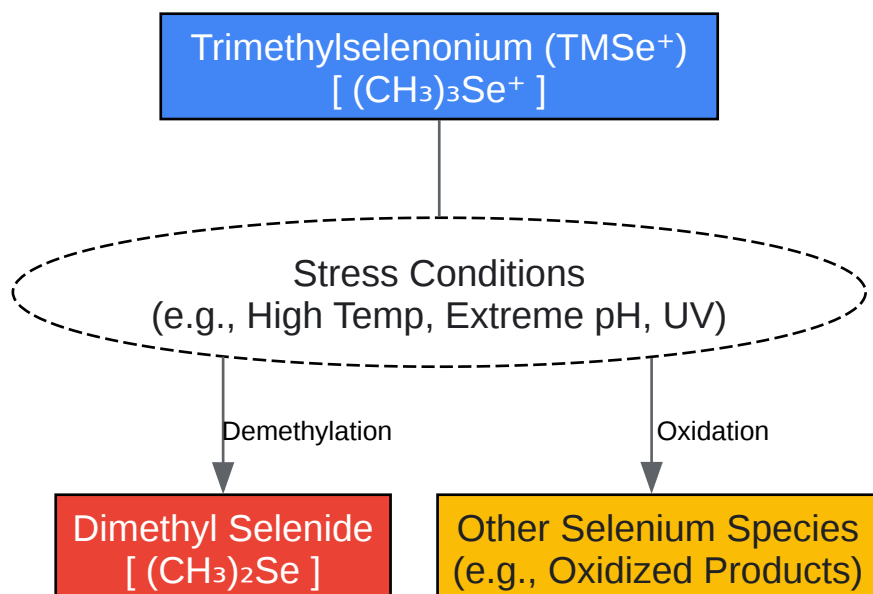 Trimethylselenonium (TMSe⁺)
[ (CH₃)₃Se⁺ ]
Stress Conditions
(e.g., High Temp, Extreme pH, UV)
Demethylation
Oxidation
Dimethyl Selenide
[ (CH₃)₂Se ]
Other Selenium Species
(e.g., Oxidized Products)